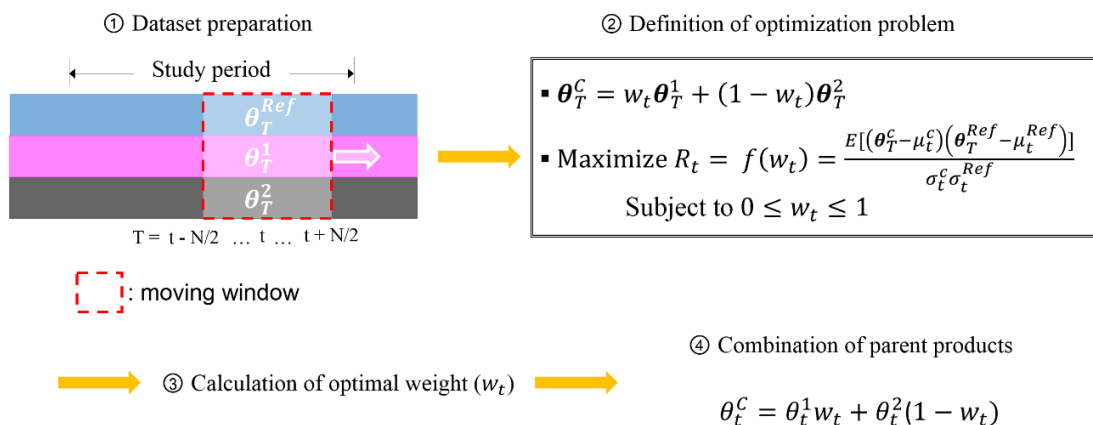 ① Dataset preparation
Study period
θ_T^{Ref}
θ_T^1
θ_T^2
T = t - N/2 … t … t + N/2
: moving window
② Definition of optimization problem
▪ θ_T^C = w_t θ_T^1 + (1 − w_t) θ_T^2
▪ Maximize R_t = f(w_t) = \frac{E[(θ_T^c − μ_t^c)(θ_T^{Ref} − μ_t^{Ref})]}{σ_t^c σ_t^{Ref}}
Subject to 0 ≤ w_t ≤ 1
③ Calculation of optimal weight (w_t)
④ Combination of parent products
θ_t^C = θ_t^1 w_t + θ_t^2 (1 − w_t)